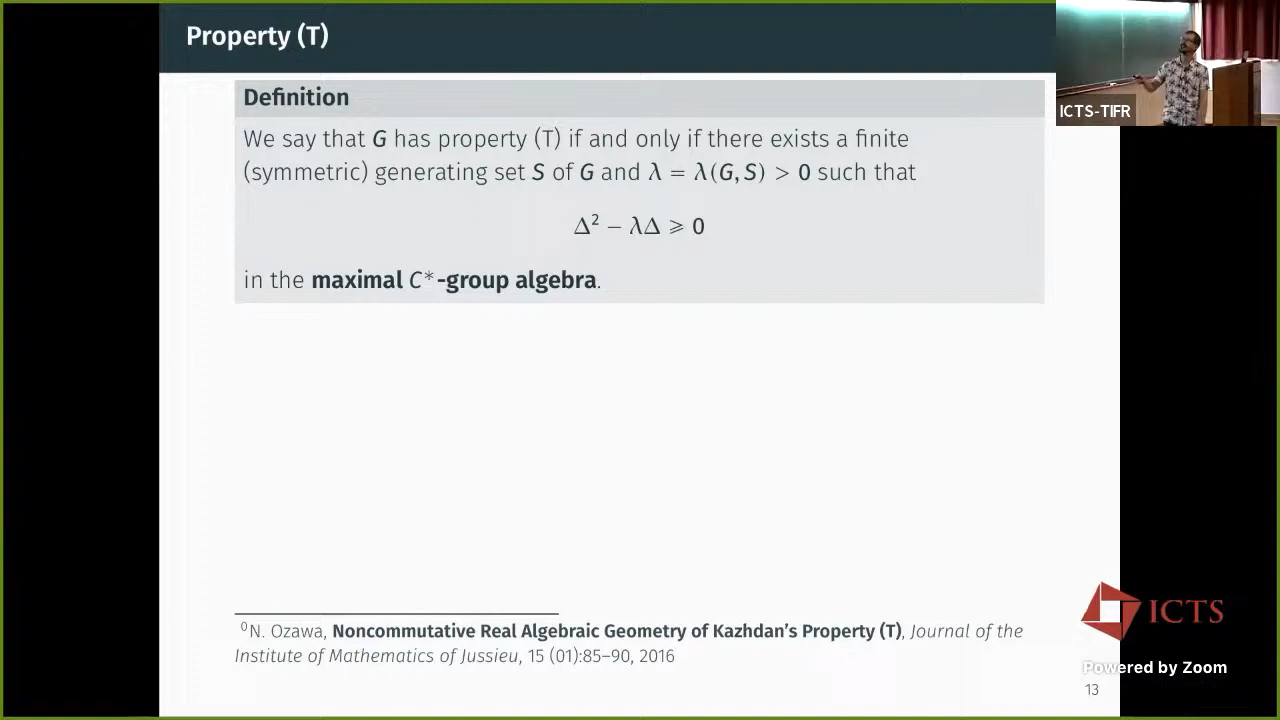 Property (T)
Definition
We say that G has property (T) if and only if there exists a finite
(symmetric) generating set S of G and λ = λ(G, S) > 0 such that
Δ² − λΔ ⩾ 0
in the maximal C*-group algebra.
⁰N. Ozawa, Noncommutative Real Algebraic Geometry of Kazhdan's Property (T), Journal of the
Institute of Mathematics of Jussieu, 15 (01):85–90, 2016
13
ICTS-TIFR
ICTS
Powered by Zoom